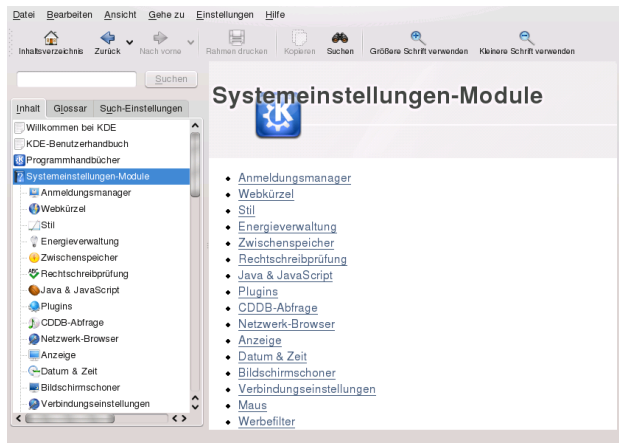 Datei Bearbeiten Ansicht Gehe zu Einstellungen Hilfe
Inhaltsverzeichnis Zurück Nach vorne Rahmen drucken Kopieren Suchen Größere Schrift verwenden Kleinere Schrift verwenden
Suchen
Inhalt Glossar Such-Einstellungen
Willkommen bei KDE
KDE-Benutzerhandbuch
Programmhandbücher
Systemeinstellungen-Module
Anmeldungsmanager
Webkürzel
Stil
Energieverwaltung
Zwischenspeicher
Rechtschreibprüfung
Java & JavaScript
Plugins
CDDB-Abfrage
Netzwerk-Browser
Anzeige
Datum & Zeit
Bildschirmschoner
Verbindungseinstellungen
Systemeinstellungen-Module
Anmeldungsmanager
Webkürzel
Stil
Energieverwaltung
Zwischenspeicher
Rechtschreibprüfung
Java & JavaScript
Plugins
CDDB-Abfrage
Netzwerk-Browser
Anzeige
Datum & Zeit
Bildschirmschoner
Verbindungseinstellungen
Maus
Werbefilter